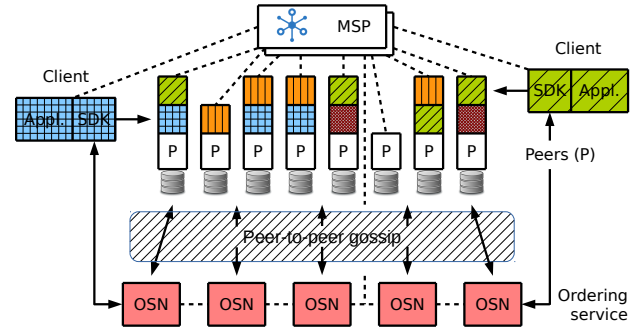 MSP
Client
Client
Appl. SDK
SDK Appl.
P P P P P P P P
Peers (P)
Peer-to-peer gossip
Ordering
service
OSN OSN OSN OSN OSN